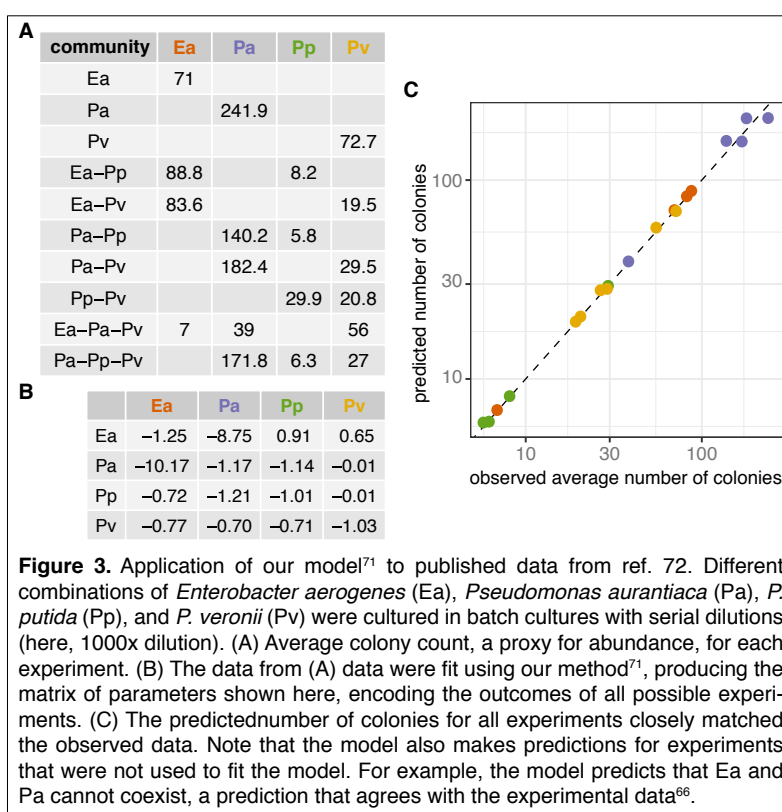 A
community Ea Pa Pp Pv
Ea 71
Pa 241.9
Pv 72.7
Ea–Pp 88.8 8.2
Ea–Pv 83.6 19.5
Pa–Pp 140.2 5.8
Pa–Pv 182.4 29.5
Pp–Pv 29.9 20.8
Ea–Pa–Pv 7 39 56
Pa–Pp–Pv 171.8 6.3 27
B
Ea Pa Pp Pv
Ea −1.25 −8.75 0.91 0.65
Pa −10.17 −1.17 −1.14 −0.01
Pp −0.72 −1.21 −1.01 −0.01
Pv −0.77 −0.70 −0.71 −1.03
C
predicted number of colonies
100
30
10
10 30 100
observed average number of colonies
Figure 3. Application of our model71 to published data from ref. 72. Different
combinations of Enterobacter aerogenes (Ea), Pseudomonas aurantiaca (Pa), P.
putida (Pp), and P. veronii (Pv) were cultured in batch cultures with serial dilutions
(here, 1000x dilution). (A) Average colony count, a proxy for abundance, for each
experiment. (B) The data from (A) data were fit using our method71, producing the
matrix of parameters shown here, encoding the outcomes of all possible experi-
ments. (C) The predictednumber of colonies for all experiments closely matched
the observed data. Note that the model also makes predictions for experiments
that were not used to fit the model. For example, the model predicts that Ea and
Pa cannot coexist, a prediction that agrees with the experimental data66.